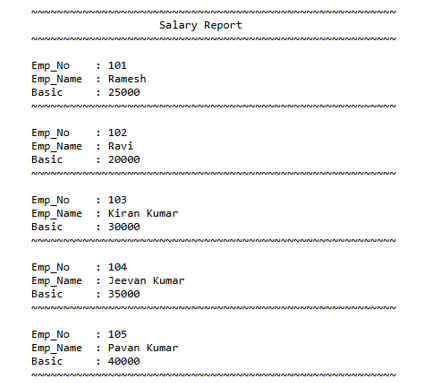 ~~~~~~~~~~~~~~~~~~~~~~~~~~~~~~~~~~~~~~~~~~~~~~~~~~~~~~~~~
Salary Report
~~~~~~~~~~~~~~~~~~~~~~~~~~~~~~~~~~~~~~~~~~~~~~~~~~~~~~~~~
Emp_No    : 101
Emp_Name  : Ramesh
Basic     : 25000
~~~~~~~~~~~~~~~~~~~~~~~~~~~~~~~~~~~~~~~~~~~~~~~~~~~~~~~~~
Emp_No    : 102
Emp_Name  : Ravi
Basic     : 20000
~~~~~~~~~~~~~~~~~~~~~~~~~~~~~~~~~~~~~~~~~~~~~~~~~~~~~~~~~
Emp_No    : 103
Emp_Name  : Kiran Kumar
Basic     : 30000
~~~~~~~~~~~~~~~~~~~~~~~~~~~~~~~~~~~~~~~~~~~~~~~~~~~~~~~~~
Emp_No    : 104
Emp_Name  : Jeevan Kumar
Basic     : 35000
~~~~~~~~~~~~~~~~~~~~~~~~~~~~~~~~~~~~~~~~~~~~~~~~~~~~~~~~~
Emp_No    : 105
Emp_Name  : Pavan Kumar
Basic     : 40000
~~~~~~~~~~~~~~~~~~~~~~~~~~~~~~~~~~~~~~~~~~~~~~~~~~~~~~~~~